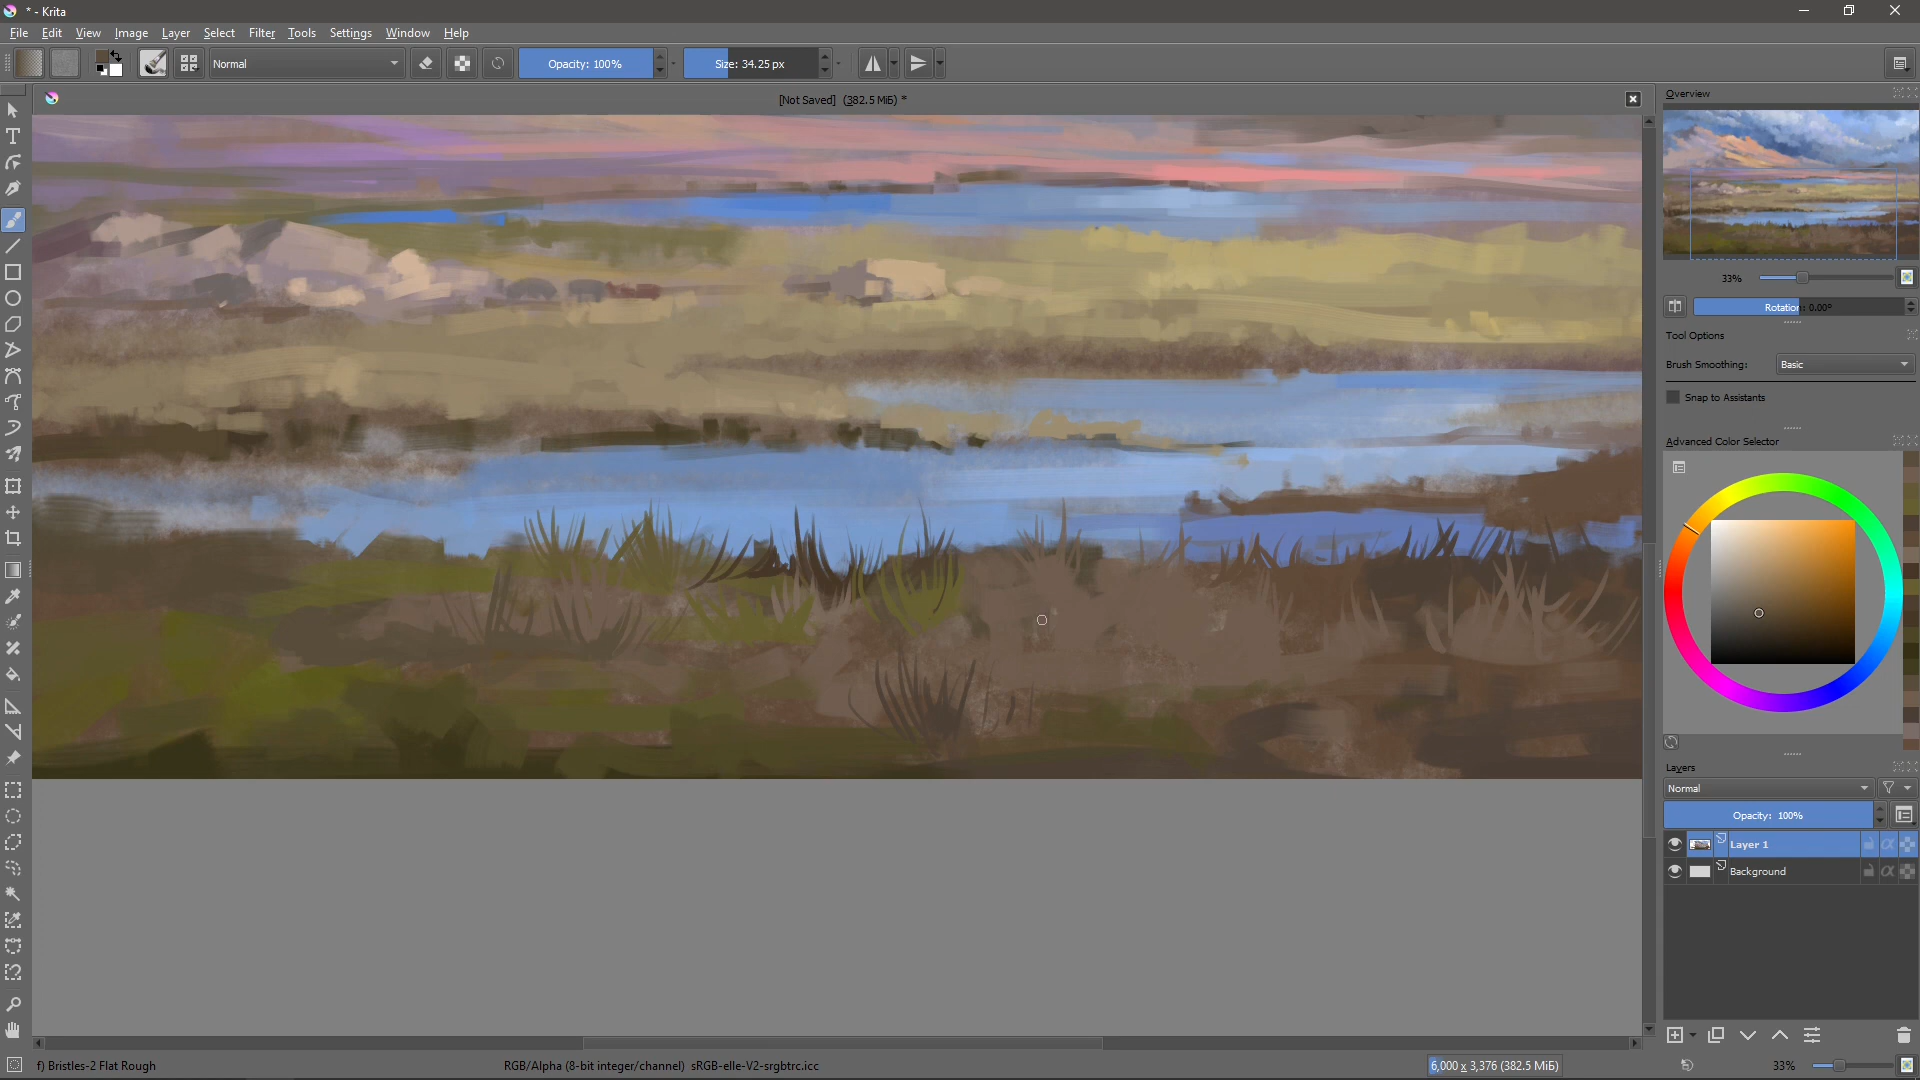 * - Krita
File Edit View Image Layer Select Filter Tools Settings Window Help
Normal
Opacity: 100%
Size: 34.25 px
[Not Saved] (382.5 MiB) *
Overview
33%
Rotation: 0.00°
Tool Options
Brush Smoothing: Basic
Snap to Assistants
Advanced Color Selector
Layers
Normal
Opacity: 100%
Layer 1
Background
f) Bristles-2 Flat Rough
RGB/Alpha (8-bit integer/channel) sRGB-elle-V2-srgbtrc.icc
6,000 x 3,376 (382.5 MiB)
33%